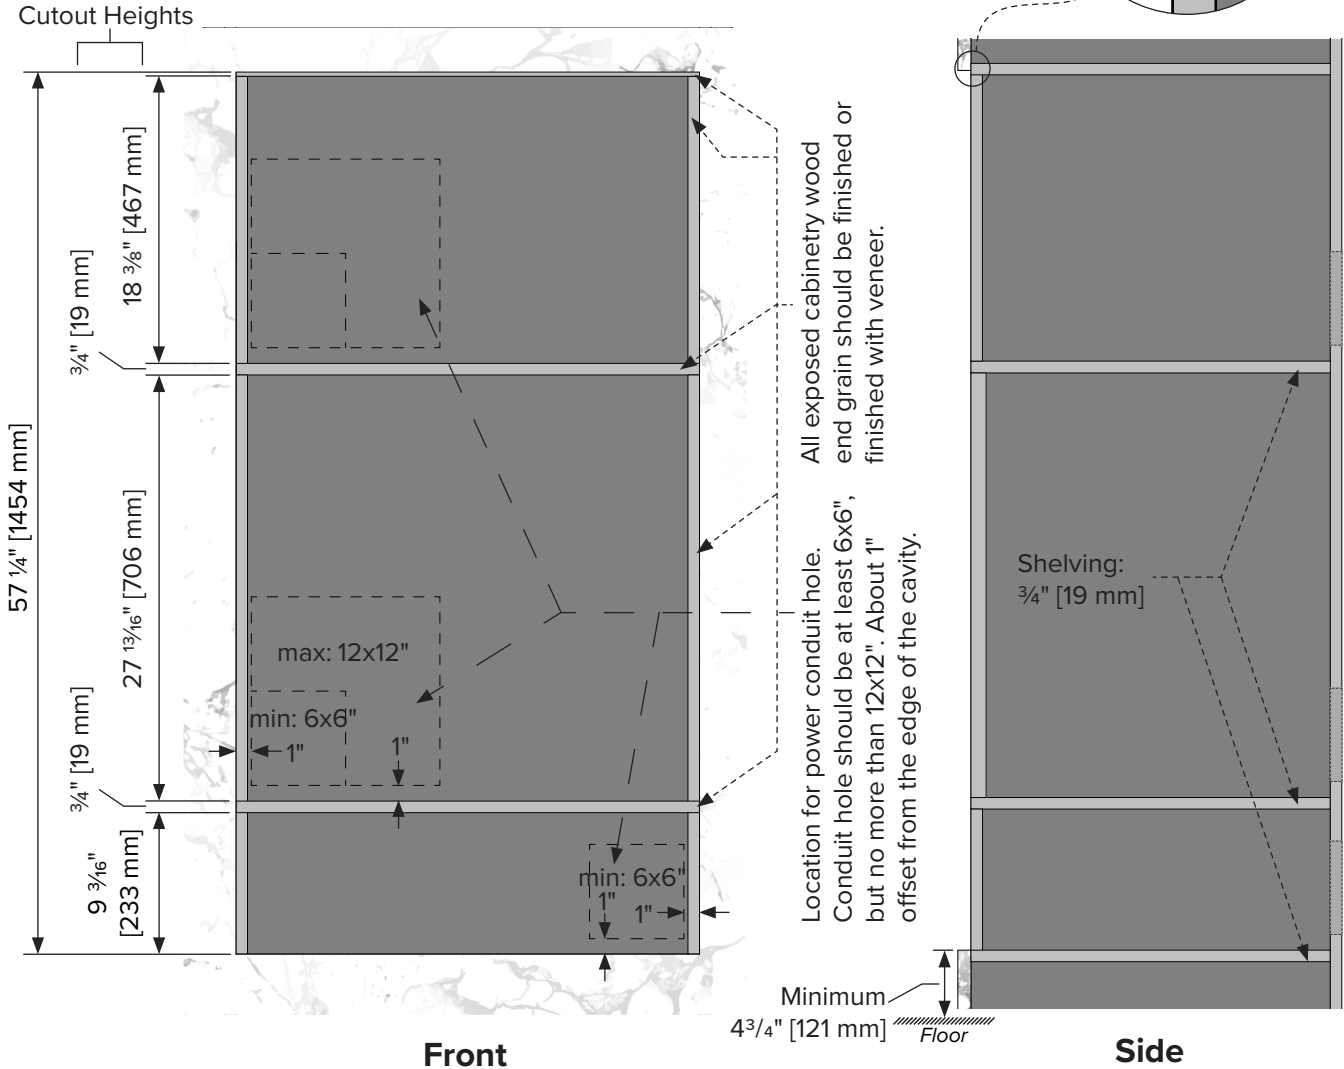 Cutout Heights
57 ¼" [1454 mm]
18 ⅜" [467 mm]
¾" [19 mm]
27 13⁄16" [706 mm]
¾" [19 mm]
9 3⁄16"
[233 mm]
max: 12x12"
min: 6x6"
1"
1"
min: 6x6"
1"
1"
All exposed cabinetry wood
end grain should be finished or
finished with veneer.
Location for power conduit hole.
Conduit hole should be at least 6x6",
but no more than 12x12". About 1"
offset from the edge of the cavity.
Shelving:
¾" [19 mm]
Minimum
4³/₄" [121 mm]
Floor
Front
Side